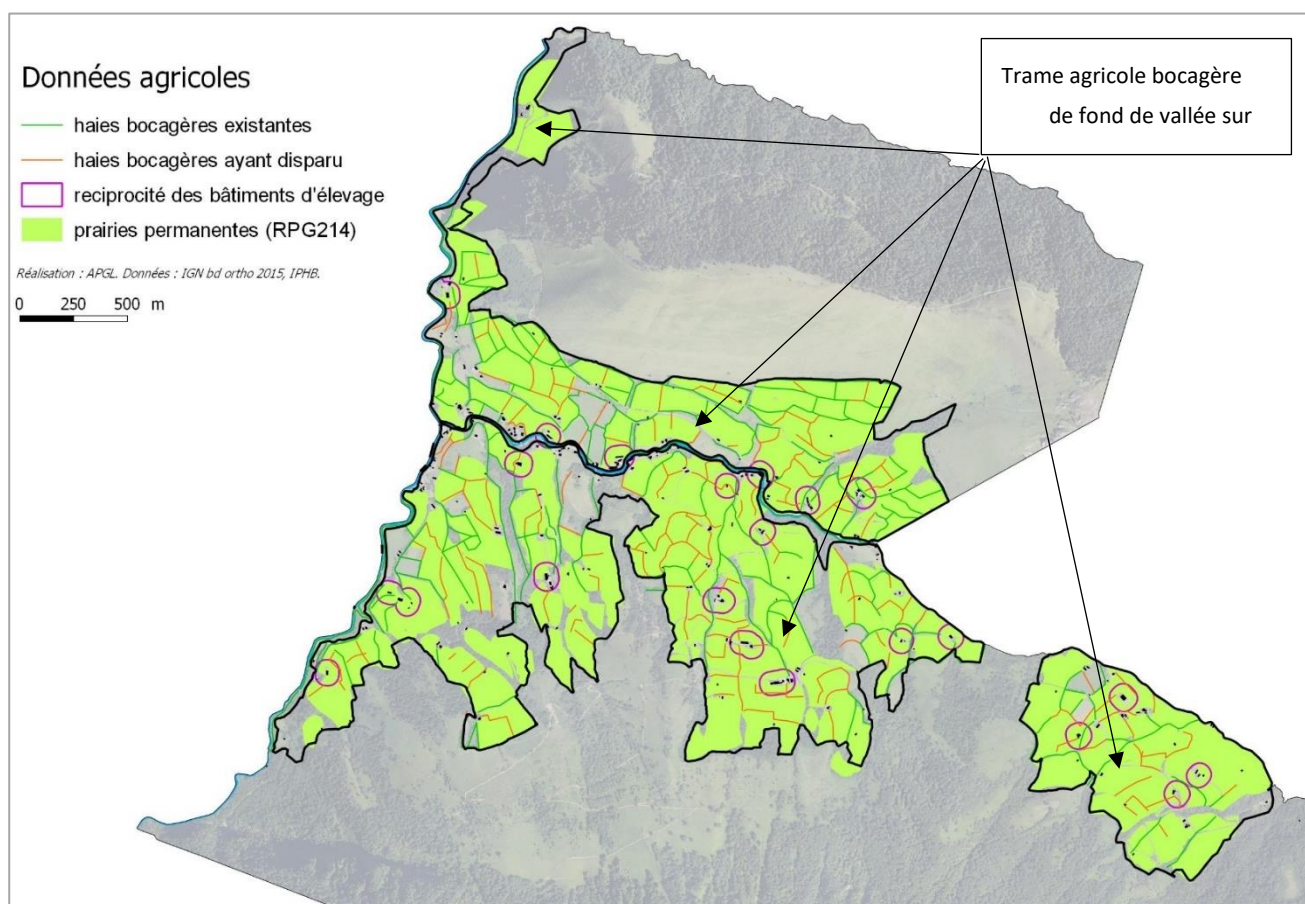 Données agricoles
haies bocagères existantes
haies bocagères ayant disparu
reciprocité des bâtiments d'élevage
prairies permanentes (RPG214)
Réalisation : APGL. Données : IGN bd ortho 2015, IPHB.
0 250 500 m
Trame agricole bocagère
de fond de vallée sur